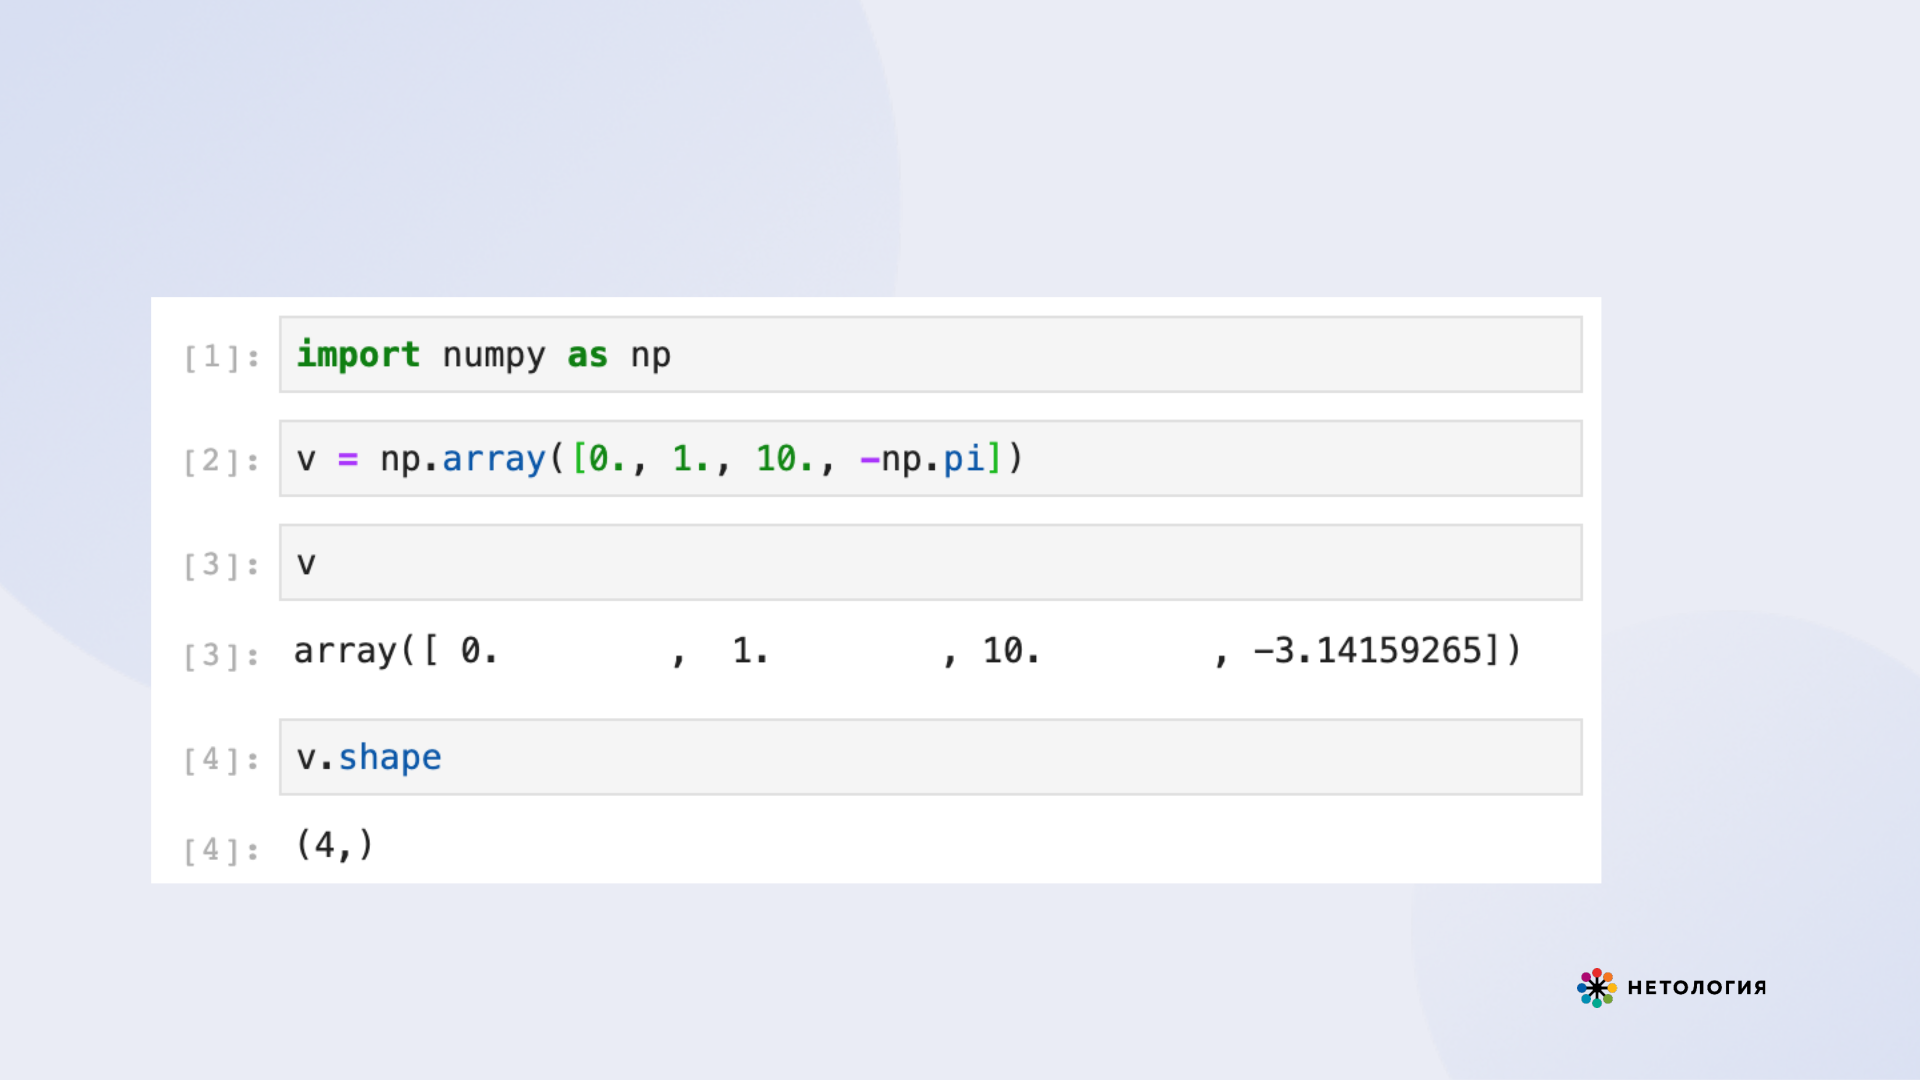 [1]: import numpy as np
[2]: v = np.array([0., 1., 10., -np.pi])
[3]: v
[3]: array([ 0.        ,  1.        , 10.        , -3.14159265])
[4]: v.shape
[4]: (4,)
НЕТОЛОГИЯ